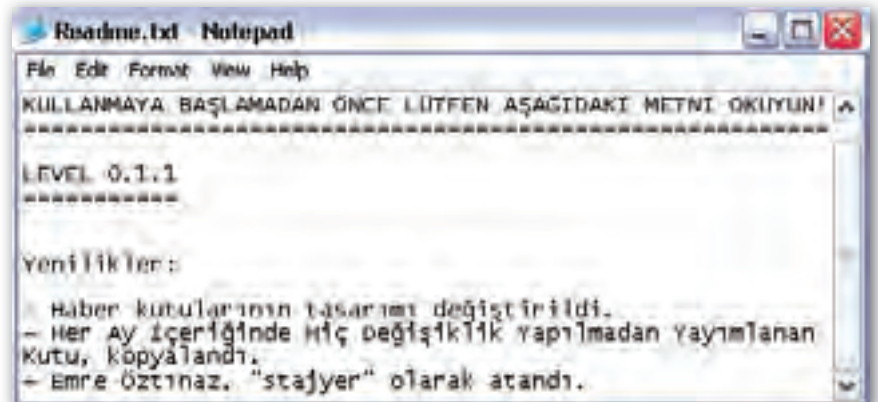 Readme.txt - Notepad
File Edit Format View Help
KULLANMAYA BAŞLAMADAN ÖNCE LÜTFEN AŞAĞIDAKİ METNİ OKUYUN!
=========================================================
LEVEL 0.1.1
===========
Yenilikler:
- Haber kutularının tasarımı değiştirildi.
- Her Ay İçeriğinde Hiç Değişiklik Yapılmadan Yayımlanan
Kutu, kopyalandı.
- Emre Öztınaz, "stajyer" olarak atandı.